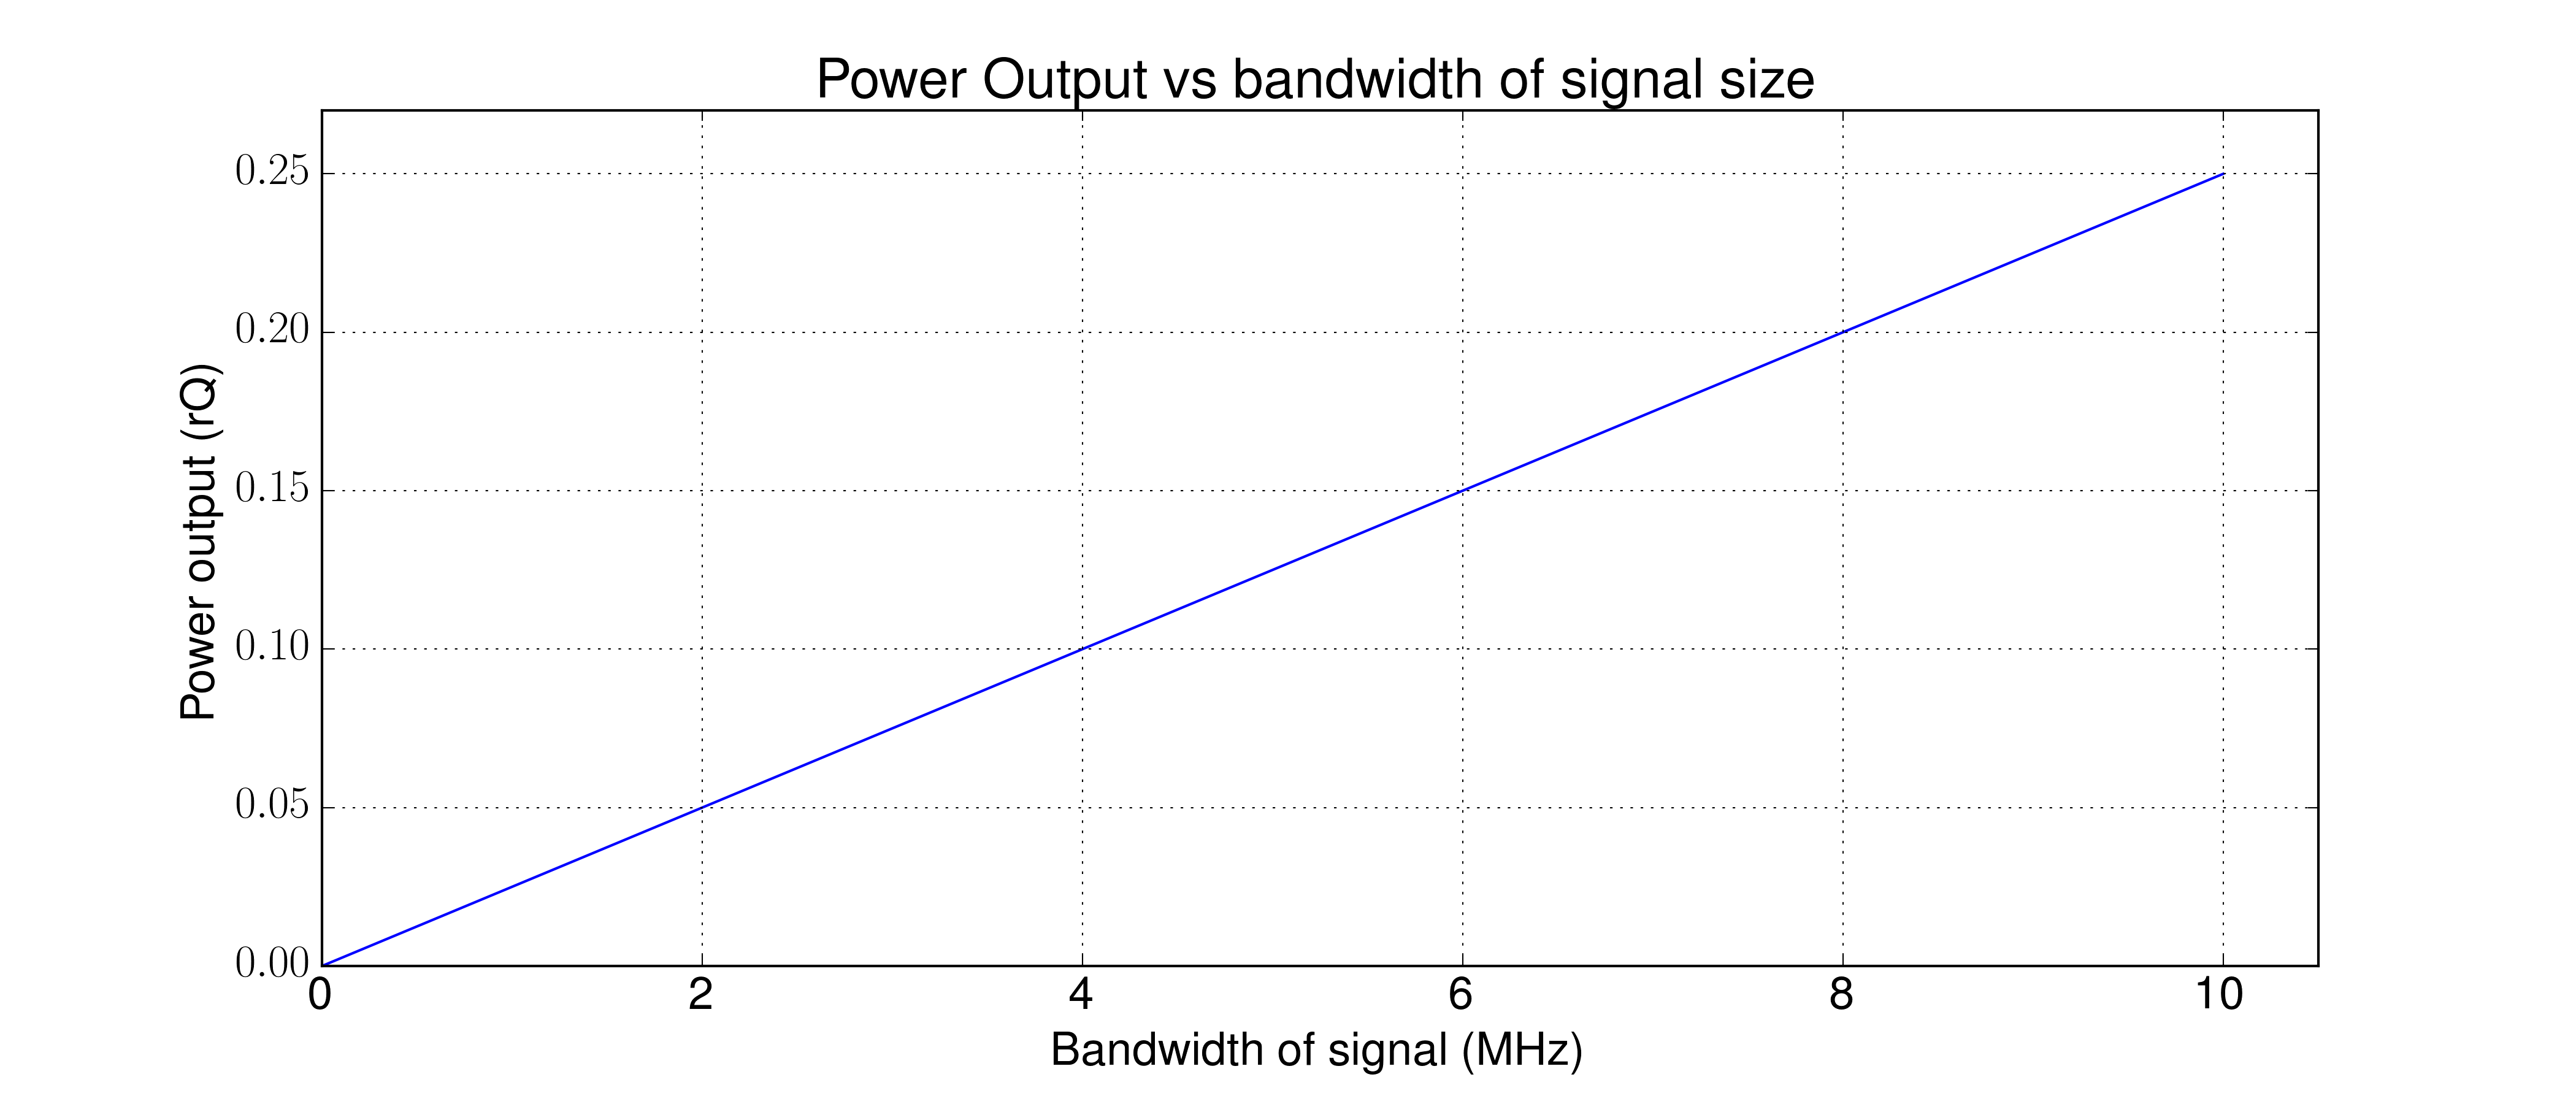 Power Output vs bandwidth of signal size
0.25
0.20
0.15
0.10
0.05
0.00
Power output (rQ)
0 2 4 6 8 10
Bandwidth of signal (MHz)